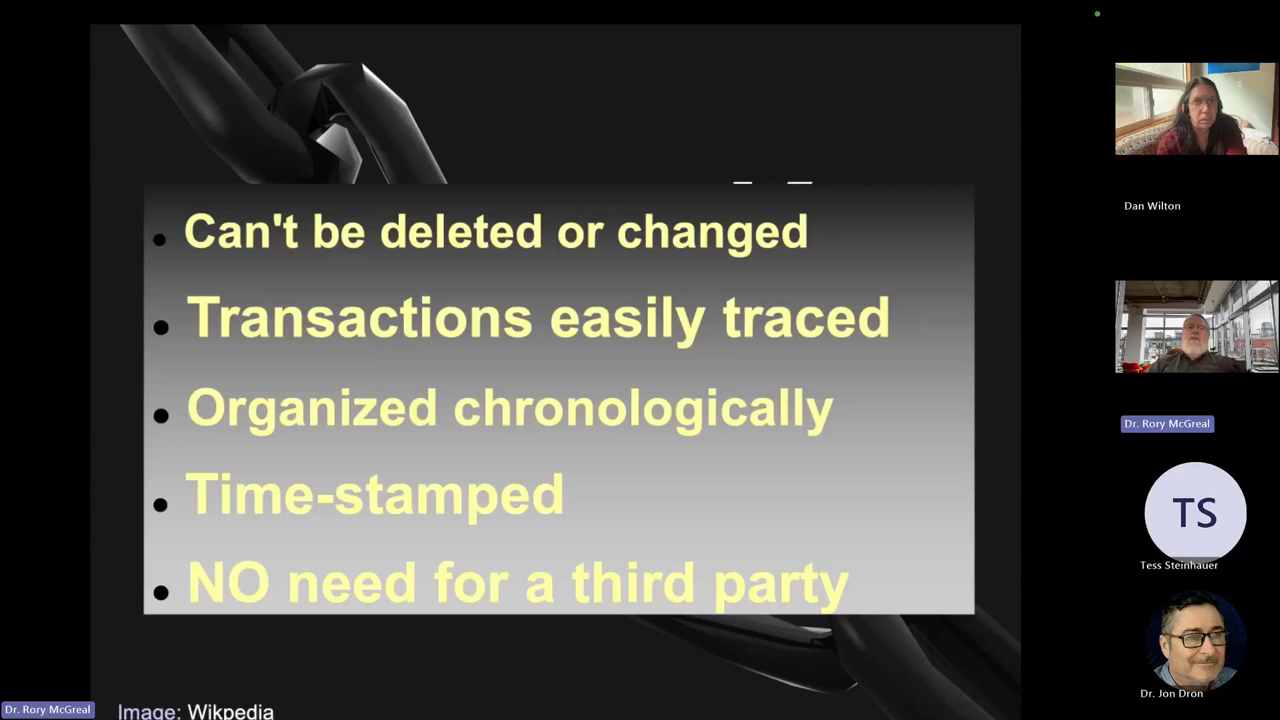 Can't be deleted or changed
Transactions easily traced
Organized chronologically
Time-stamped
NO need for a third party
Image: Wikpedia
Dr. Rory McGreal
Dan Wilton
Dr. Rory McGreal
TS
Tess Steinhauer
Dr. Jon Dron